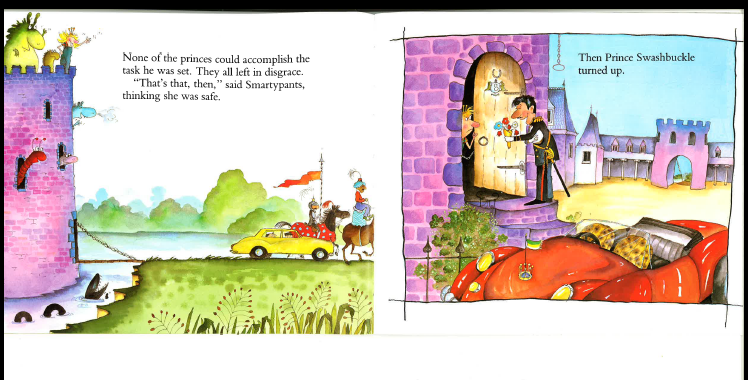 None of the princes could accomplish the
task he was set. They all left in disgrace.
"That's that, then," said Smartypants,
thinking she was safe.
Then Prince Swashbuckle
turned up.